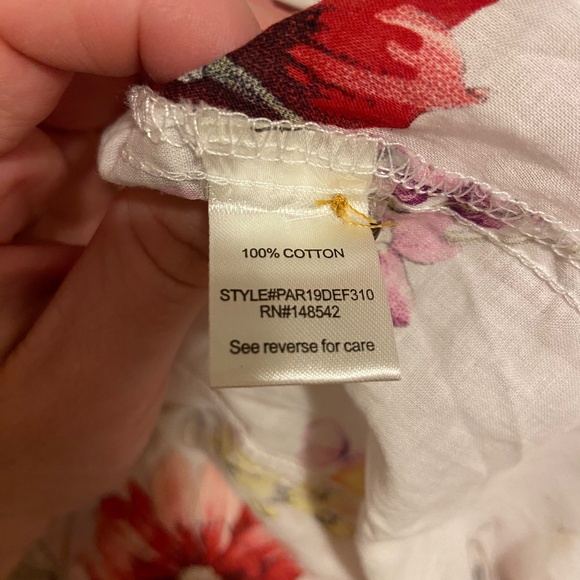 100% COTTON
STYLE#PAR19DEF310
RN#148542
See reverse for care